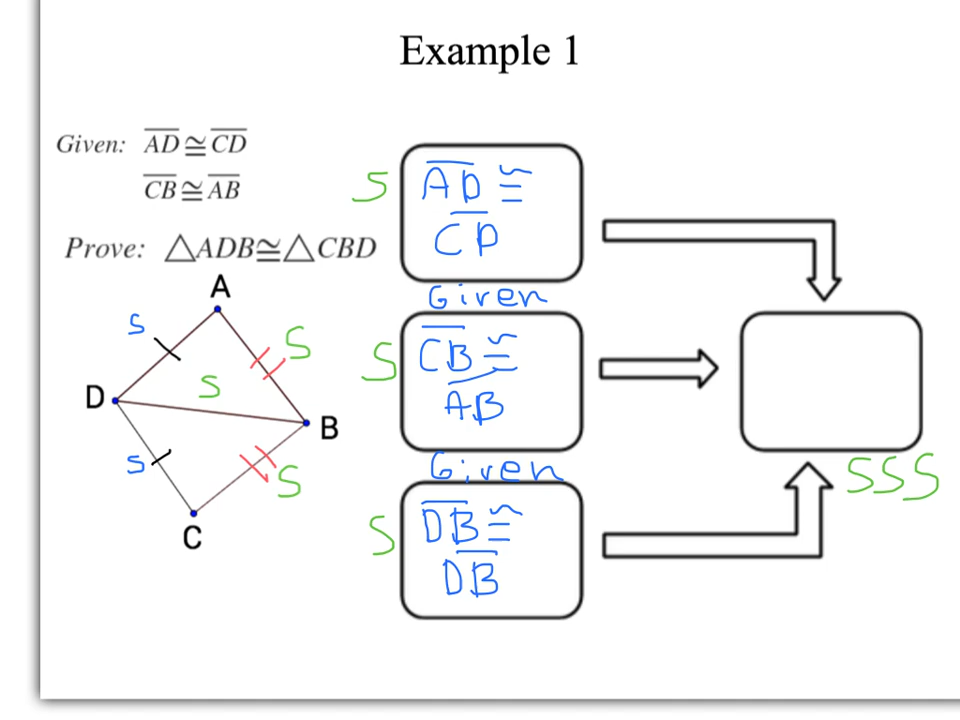 Example 1
Given: AD≅CD
CB≅AB
Prove: △ADB≅△CBD
A
S
S
D
S
B
S
S
C
S
AD ≅
CD
Given
S
CB ≅
AB
Given
S
DB ≅
DB
SSS